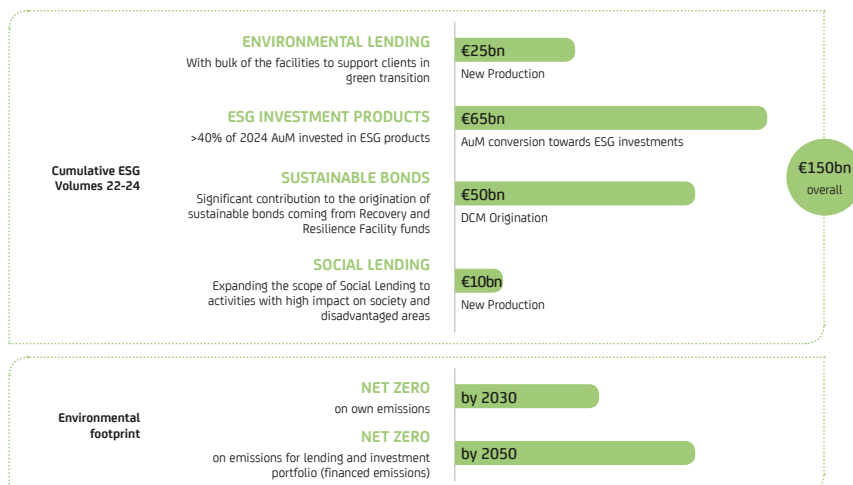 Cumulative ESG
Volumes 22-24
ENVIRONMENTAL LENDING
With bulk of the facilities to support clients in
green transition
€25bn
New Production
ESG INVESTMENT PRODUCTS
>40% of 2024 AuM invested in ESG products
€65bn
AuM conversion towards ESG investments
SUSTAINABLE BONDS
Significant contribution to the origination of
sustainable bonds coming from Recovery and
Resilience Facility funds
€50bn
DCM Origination
SOCIAL LENDING
Expanding the scope of Social Lending to
activities with high impact on society and
disadvantaged areas
€10bn
New Production
€150bn
overall
Environmental
footprint
NET ZERO
on own emissions
by 2030
NET ZERO
on emissions for lending and investment
portfolio (financed emissions)
by 2050